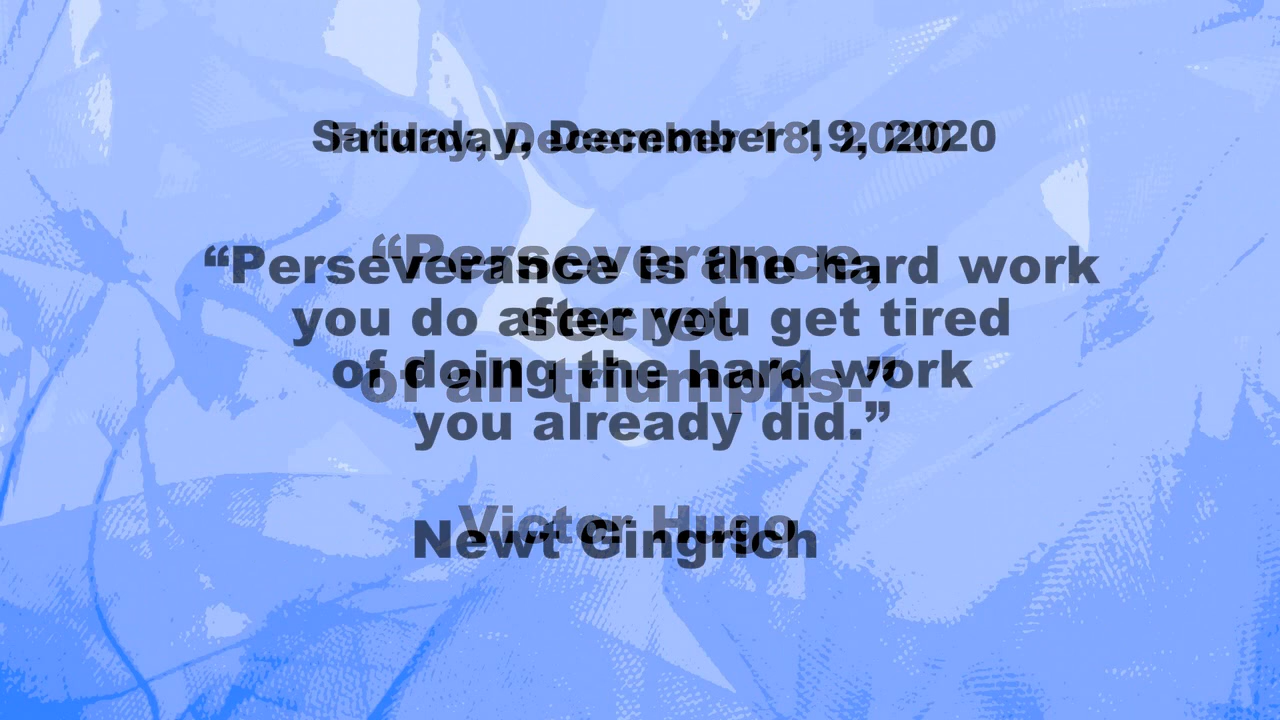 Saturday, December 19, 2020
Friday, December 18, 2020
“Perseverance is the hard work
you do after you get tired
of doing the hard work
you already did.”
“Perseverance,
secret
of all triumphs.”
Newt Gingrich
Victor Hugo